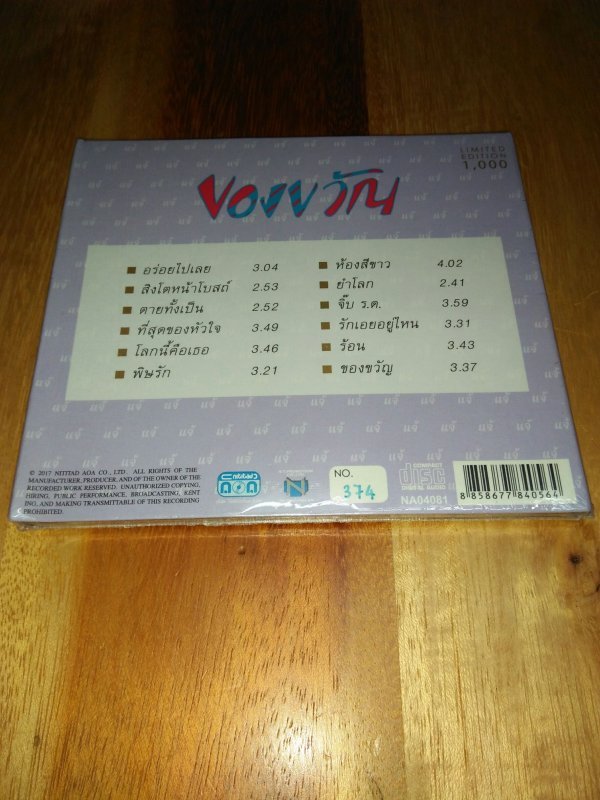 LIMITED
EDITION
1,000
ของขวัญ
อร่อยไปเลย 3.04
สิงโตหน้าโบสถ์ 2.53
ตายทั้งเป็น 2.52
ที่สุดของหัวใจ 3.49
โลกนี้คือเธอ 3.46
พิษรัก 3.21
ห้องสีขาว 4.02
ยำโลก 2.41
จิ๊บ ร.ด. 3.59
รักเอยอยู่ไหน 3.31
ร้อน 3.43
ของขวัญ 3.37
© 2017 NITITAD AOA CO., LTD. ALL RIGHTS OF THE
MANUFACTURER, PRODUCER, AND OF THE OWNER OF THE
RECORDED WORK RESERVED. UNAUTHORIZED COPYING,
HIRING, PUBLIC PERFORMANCE, BROADCASTING, RENT
ING, AND MAKING TRANSMITTABLE OF THIS RECORDING
PROHIBITED.
AOA
NO.
374
COMPACT
disc
DIGITAL AUDIO
NA04081
8 858677 840564